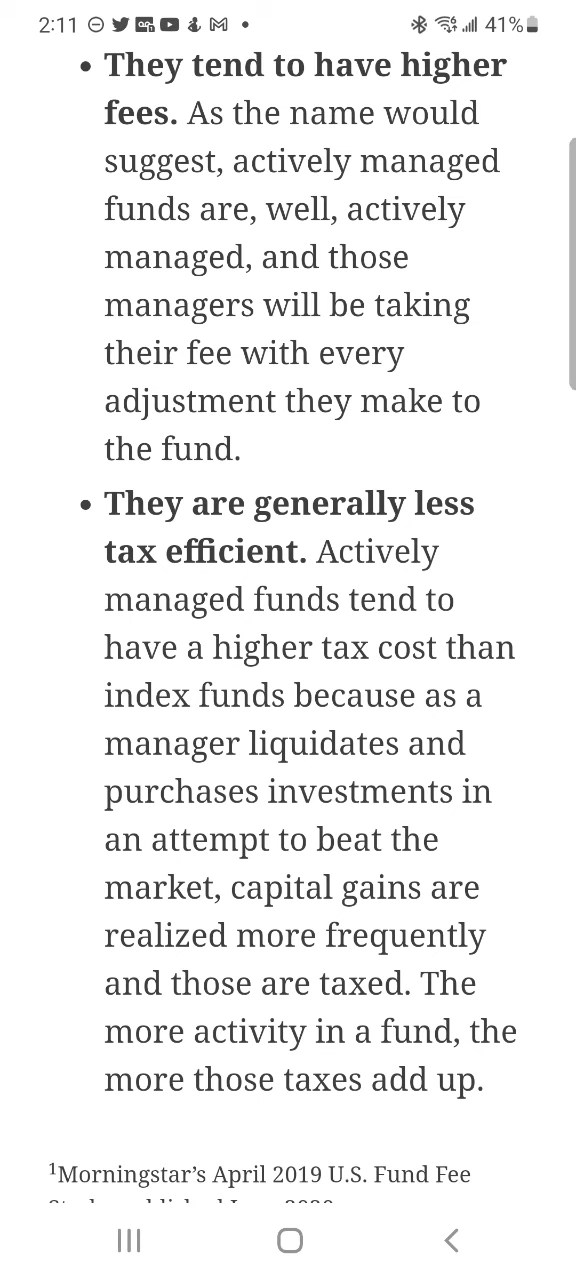 2:11 41%
• They tend to have higher
fees. As the name would
suggest, actively managed
funds are, well, actively
managed, and those
managers will be taking
their fee with every
adjustment they make to
the fund.
• They are generally less
tax efficient. Actively
managed funds tend to
have a higher tax cost than
index funds because as a
manager liquidates and
purchases investments in
an attempt to beat the
market, capital gains are
realized more frequently
and those are taxed. The
more activity in a fund, the
more those taxes add up.
¹Morningstar’s April 2019 U.S. Fund Fee